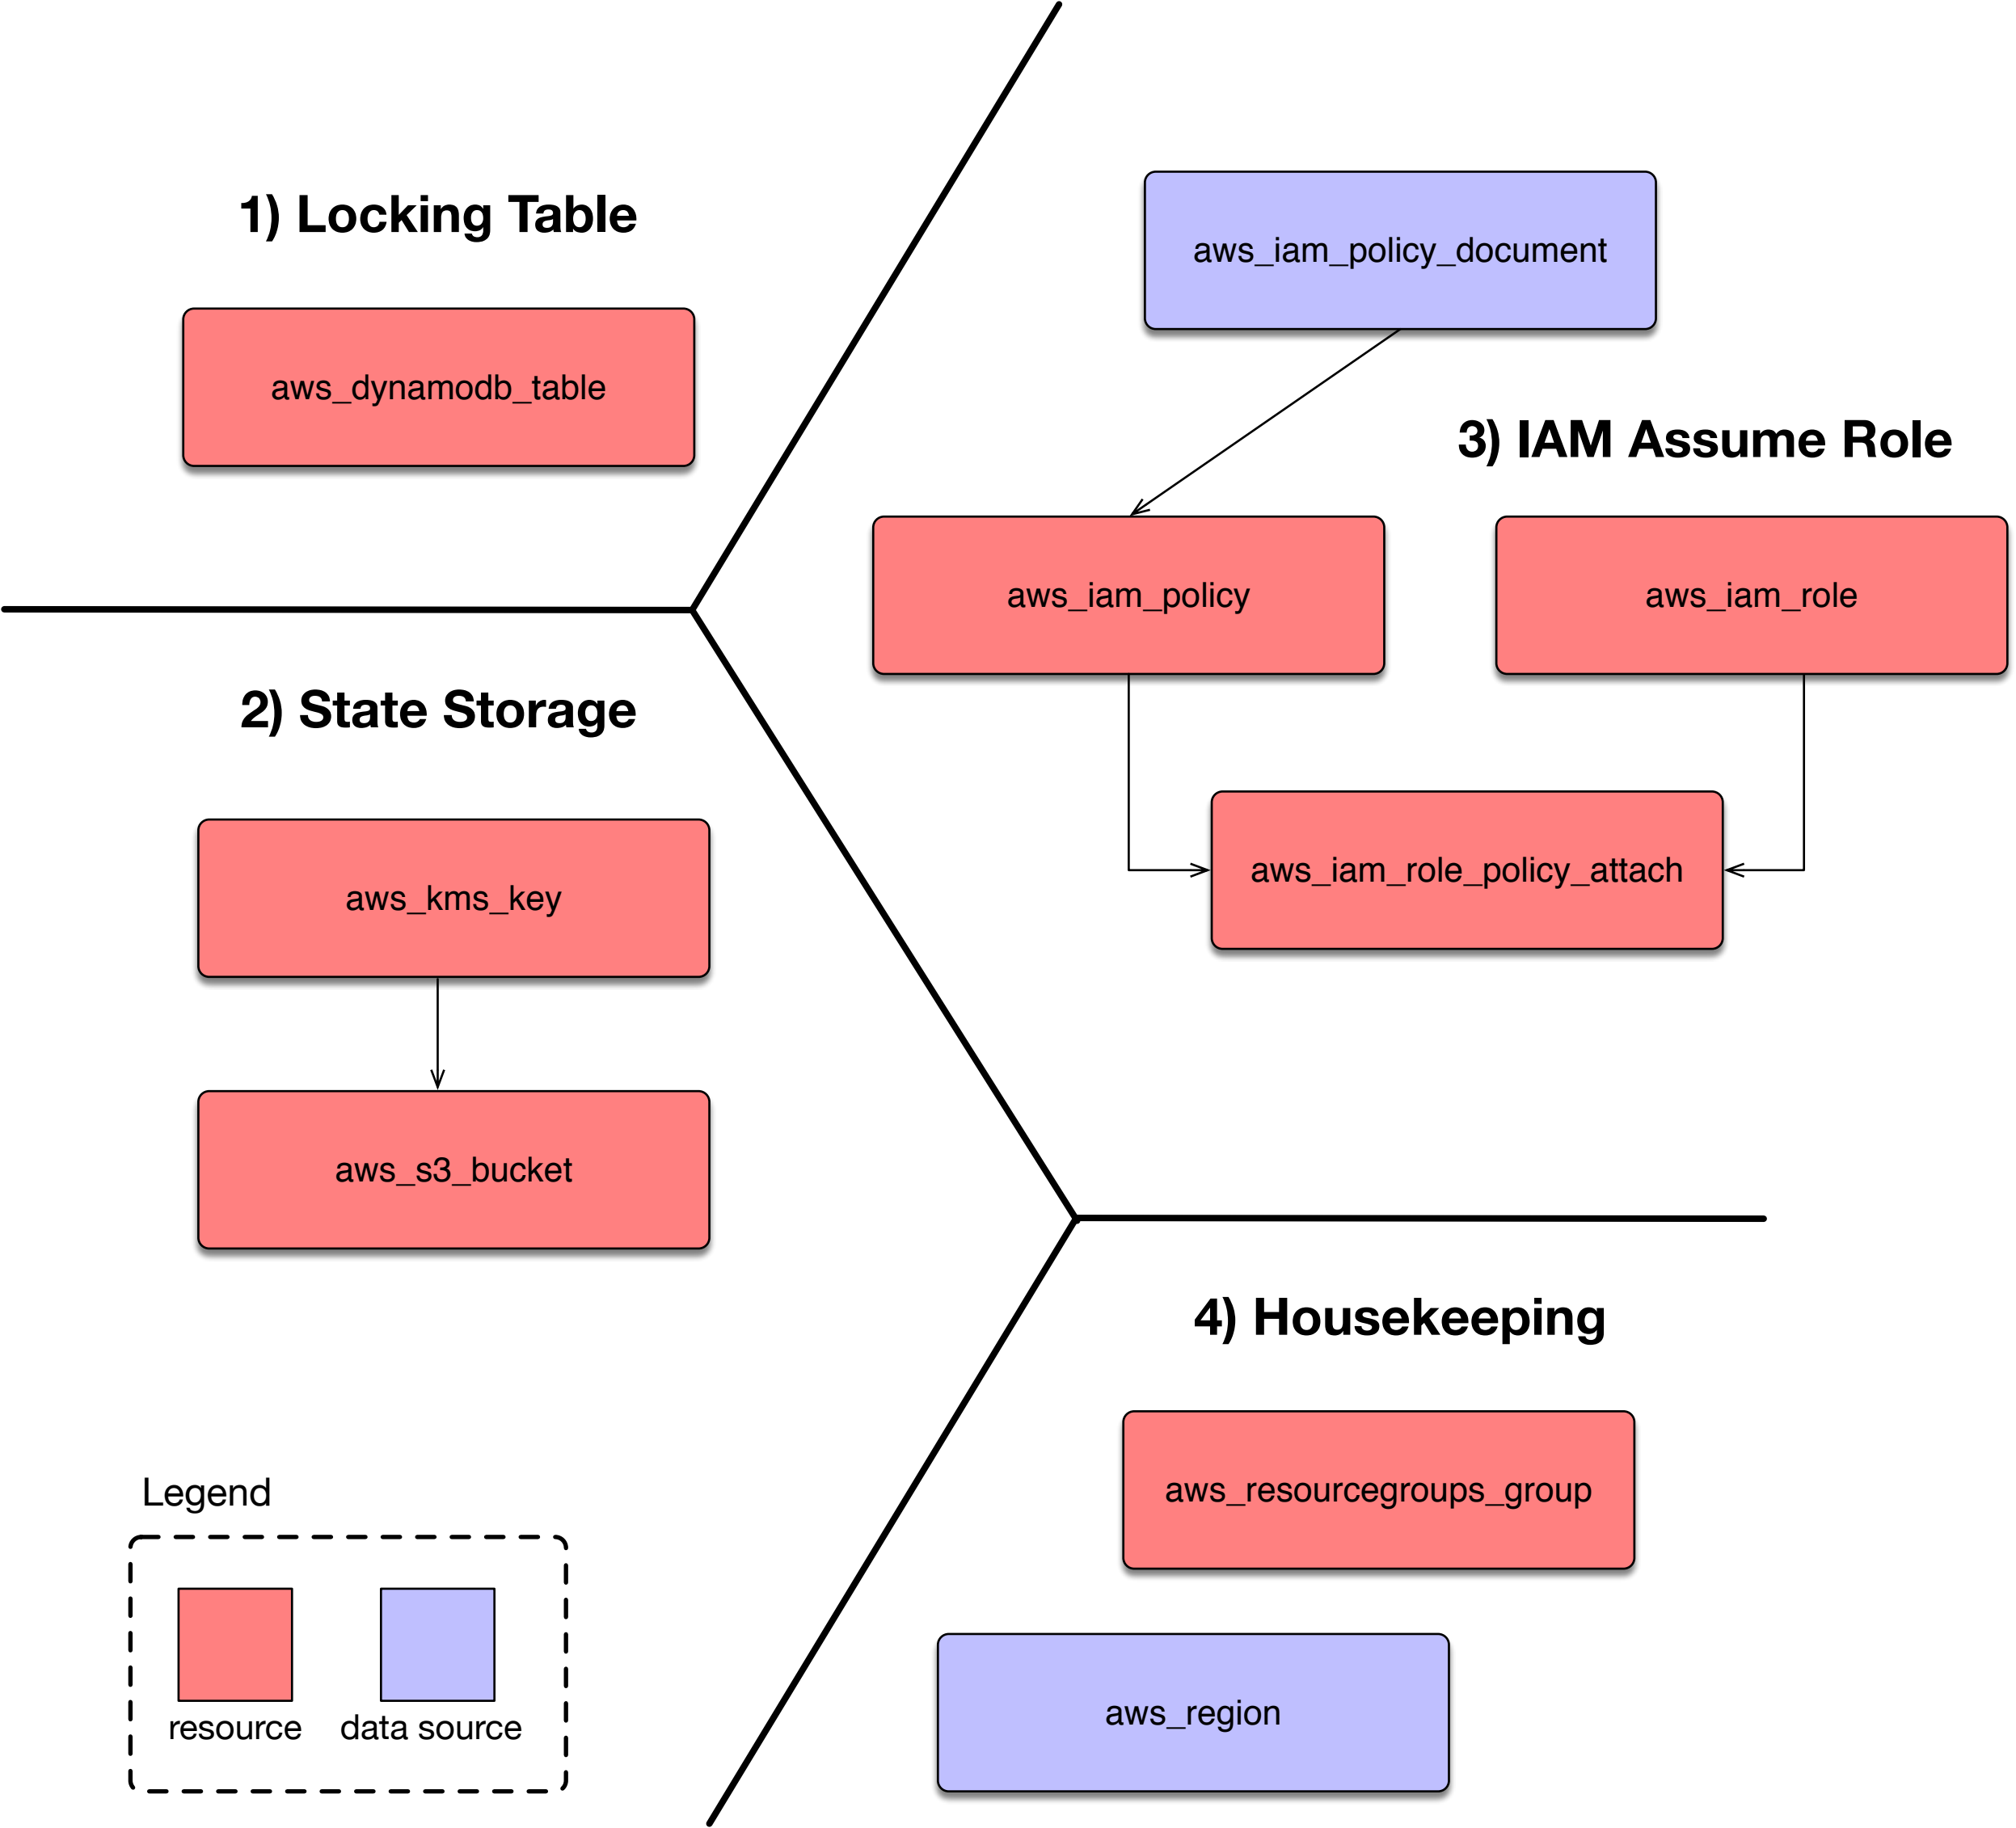 1) Locking Table
aws_dynamodb_table
2) State Storage
aws_kms_key
aws_s3_bucket
aws_iam_policy_document
3) IAM Assume Role
aws_iam_policy
aws_iam_role
aws_iam_role_policy_attach
4) Housekeeping
aws_resourcegroups_group
aws_region
Legend
resource
data source